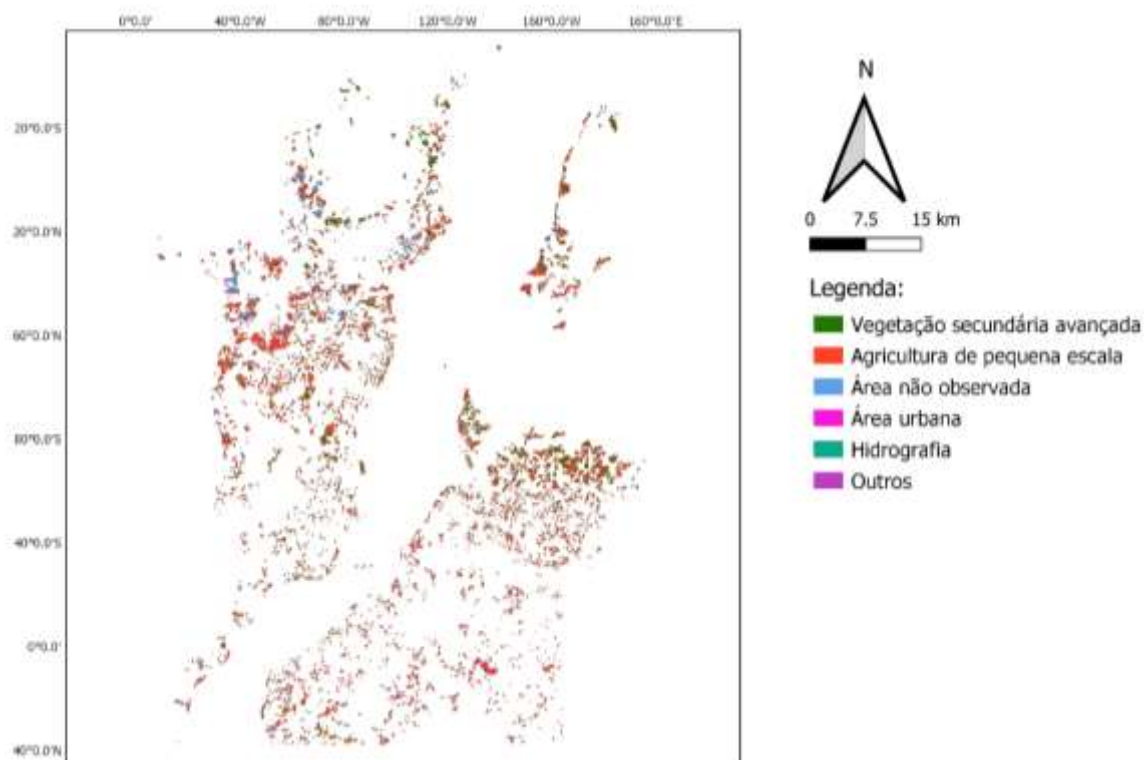 0°0.0' 40°0.0'W 80°0.0'W 120°0.0'W 160°0.0'W 160°0.0'E
20°0.0'S
20°0.0'N
60°0.0'N
80°0.0'S
40°0.0'S
0°0.0'
40°0.0'N
N
0 7.5 15 km
Legenda:
Vegetação secundária avançada
Agricultura de pequena escala
Área não observada
Área urbana
Hidrografia
Outros